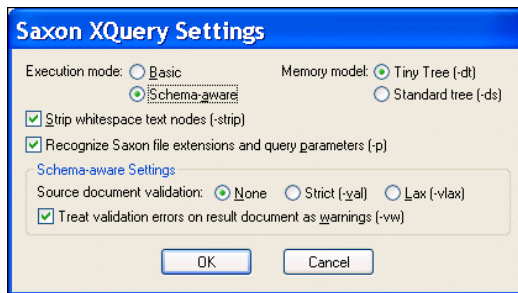 Saxon XQuery Settings
Execution mode: Basic Memory model: Tiny Tree (-dt)
Schema-aware Standard tree (-ds)
Strip whitespace text nodes (-strip)
Recognize Saxon file extensions and query parameters (-p)
Schema-aware Settings
Source document validation: None Strict (-val) Lax (-vlax)
Treat validation errors on result document as warnings (-vw)
OK Cancel